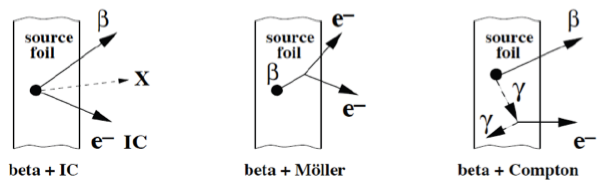 β
source
foil
X
e⁻ IC
beta + IC
e⁻
source
foil
β
e⁻
beta + Möller
β
source
foil
γ
γ
e⁻
beta + Compton